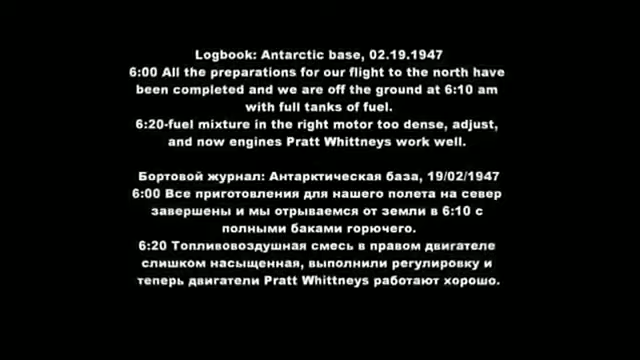 Logbook: Antarctic base, 02.19.1947
6:00 All the preparations for our flight to the north have
been completed and we are off the ground at 6:10 am
with full tanks of fuel.
6:20-fuel mixture in the right motor too dense, adjust,
and now engines Pratt Whittneys work well.
Бортовой журнал: Антарктическая база, 19/02/1947
6:00 Все приготовления для нашего полета на север
завершены и мы отрываемся от земли в 6:10 с
полными баками горючего.
6:20 Топливовоздушная смесь в правом двигателе
слишком насыщенная, выполнили регулировку и
теперь двигатели Pratt Whittneys работают хорошо.